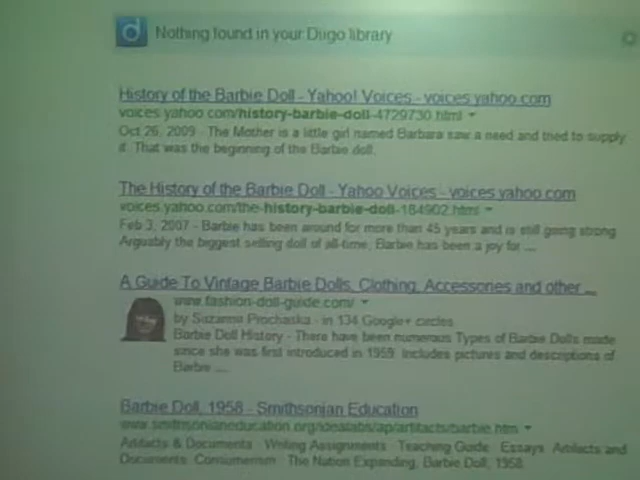 d Nothing found in your Diigo library
History of the Barbie Doll - Yahoo! Voices - voices.yahoo.com
voices.yahoo.com/history-barbie-doll-4729730.html
Oct 26, 2009 - The Mother is a little girl named Barbara saw a need and tried to supply
it. That was the beginning of the Barbie doll.
The History of the Barbie Doll - Yahoo Voices - voices.yahoo.com
voices.yahoo.com/the-history-barbie-doll-184902.html
Feb 3, 2007 - Barbie has been around for more than 45 years and is still going strong.
Arguably the biggest selling doll of all-time, Barbie has been a joy for ...
A Guide To Vintage Barbie Dolls, Clothing, Accessories and other ...
www.fashion-doll-guide.com/
by Suzanna Prochaska - in 134 Google+ circles
Barbie Doll History - There have been numerous Types of Barbie Dolls made
since she was first introduced in 1959. Includes pictures and descriptions of
Barbie ...
Barbie Doll, 1958 - Smithsonian Education
www.smithsonianeducation.org/idealabs/ap/artifacts/barbie.htm
Artifacts & Documents · Writing Assignments · Teaching Guide · Essays. Artifacts and
Documents. Consumerism · The Nation Expanding, Barbie Doll, 1958.